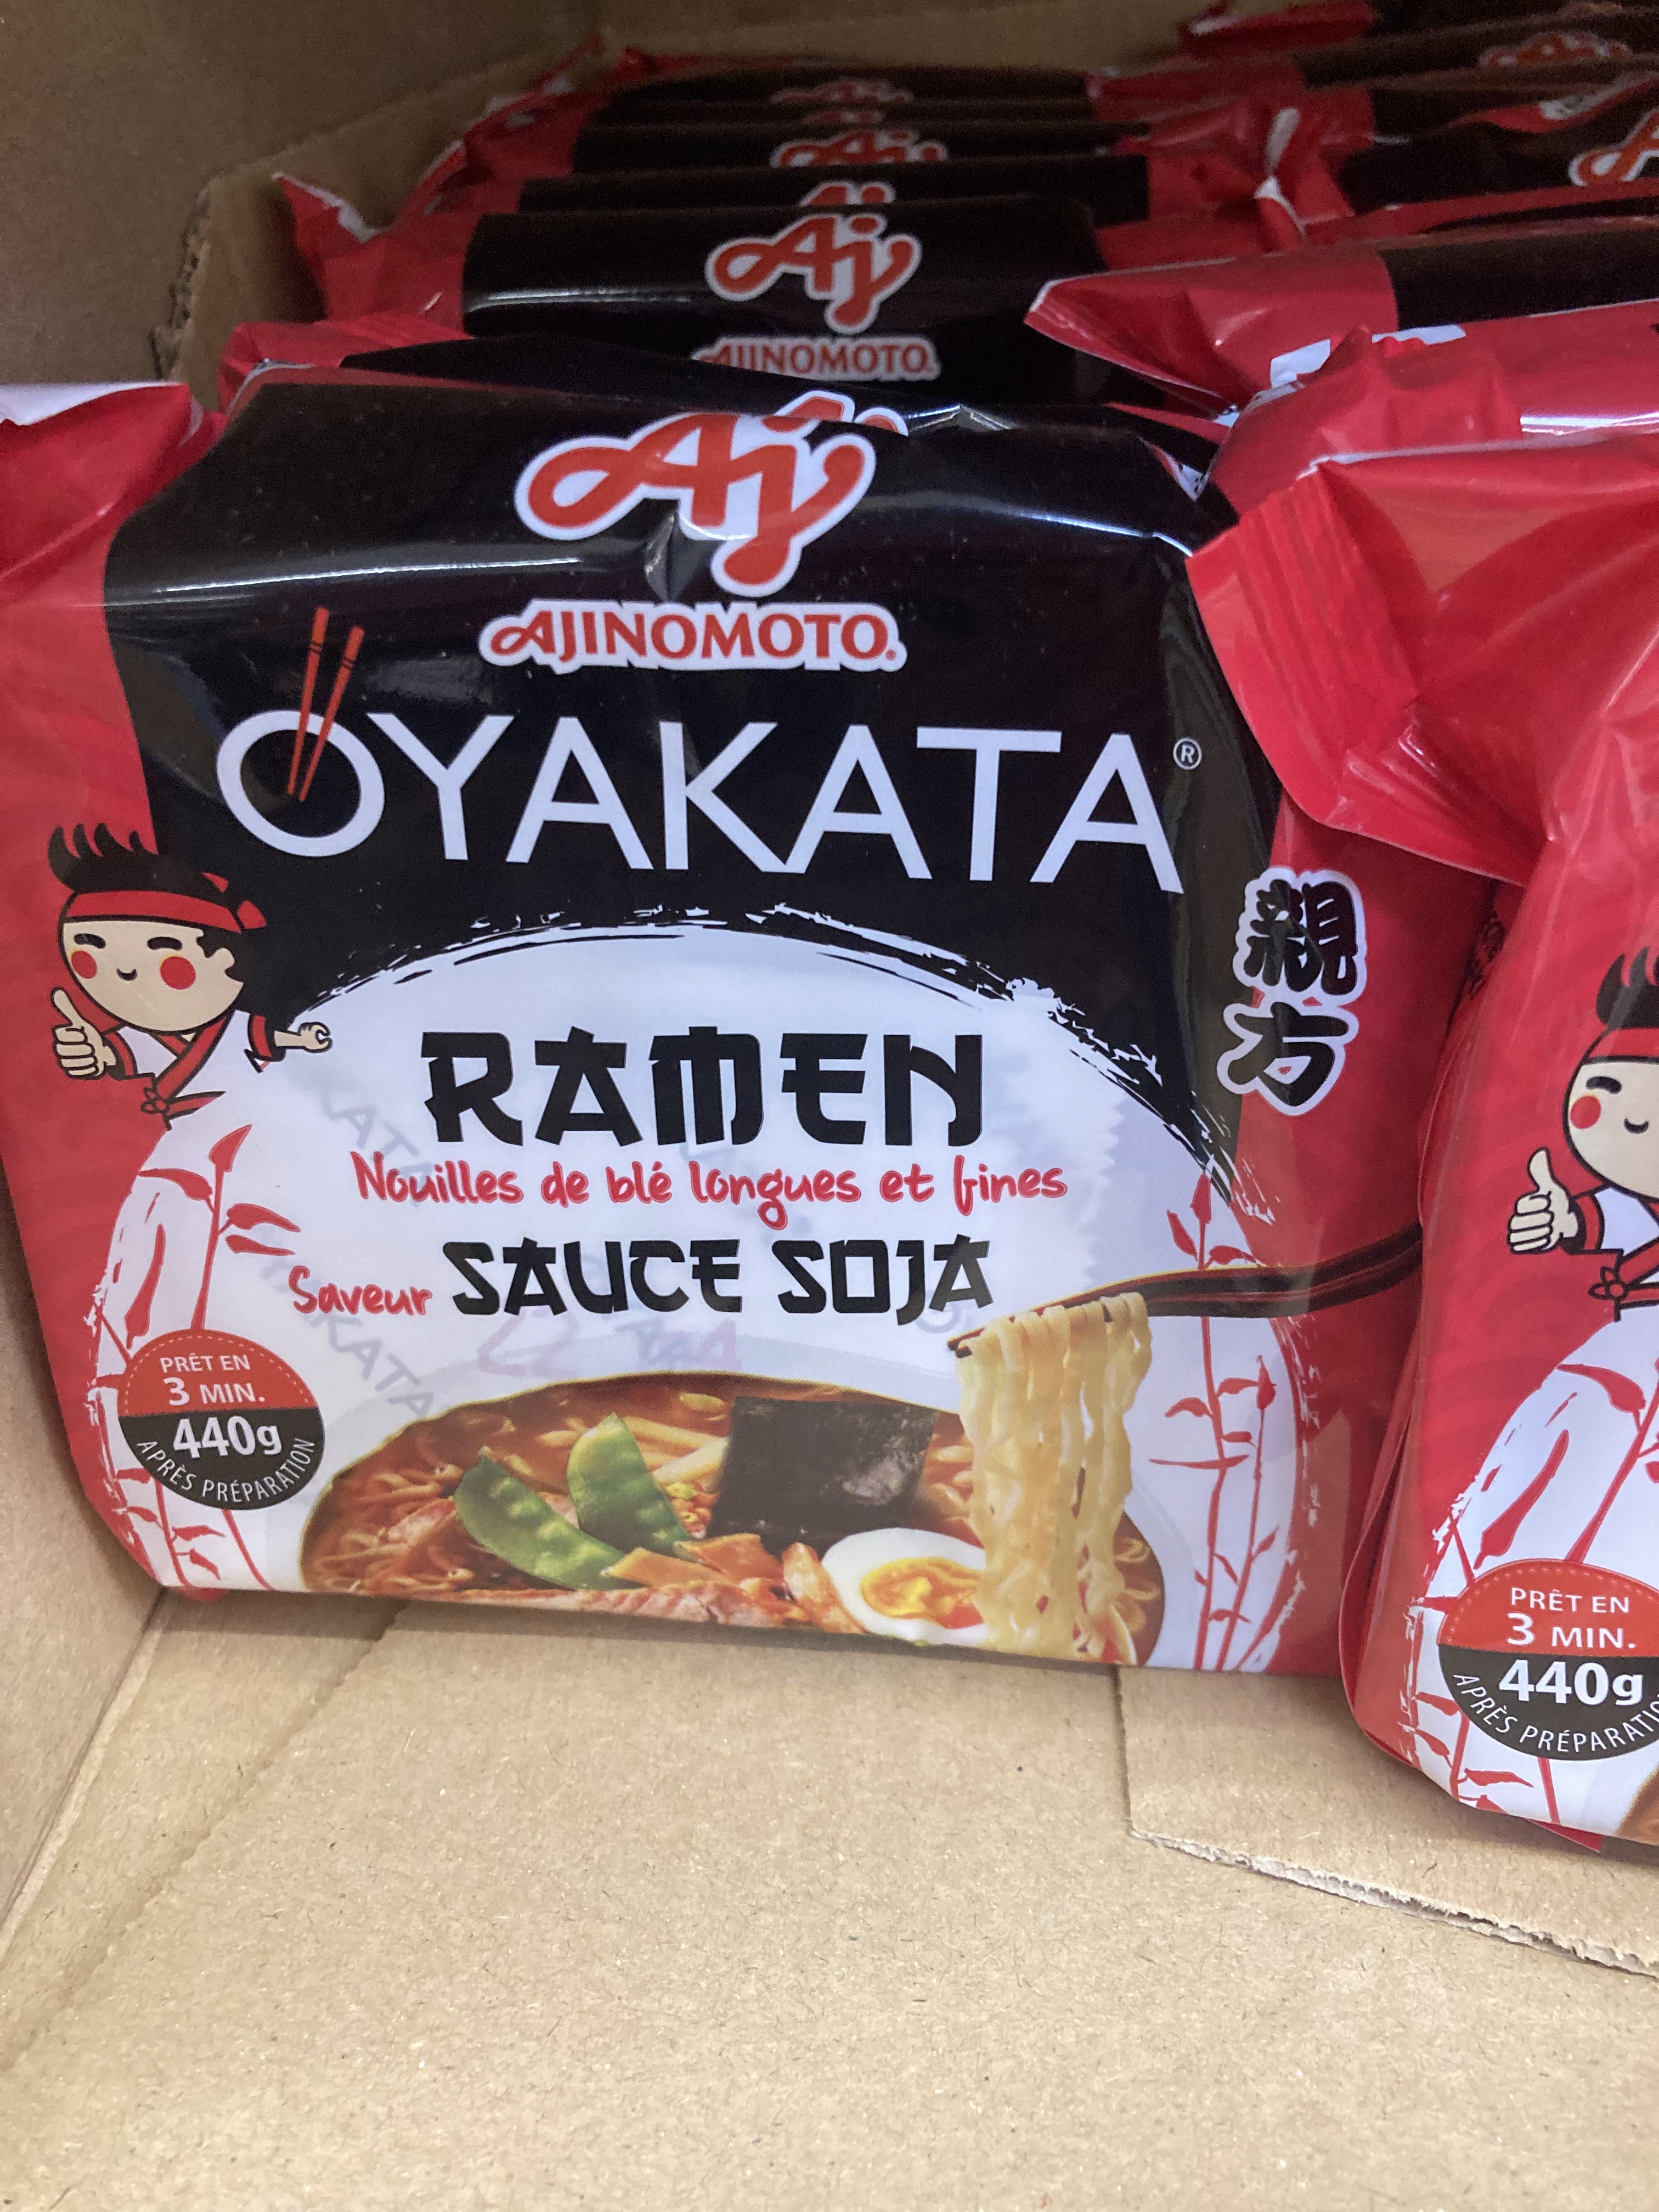 Aj
AJINOMOTO.
Aj
AJINOMOTO.
OYAKATA®
親方
RAMEN
Nouilles de blé longues et fines
Saveur SAUCE SOJA
PRÊT EN
3 MIN.
440g
APRÈS PRÉPARATION
PRÊT EN
3 MIN.
440g
APRÈS